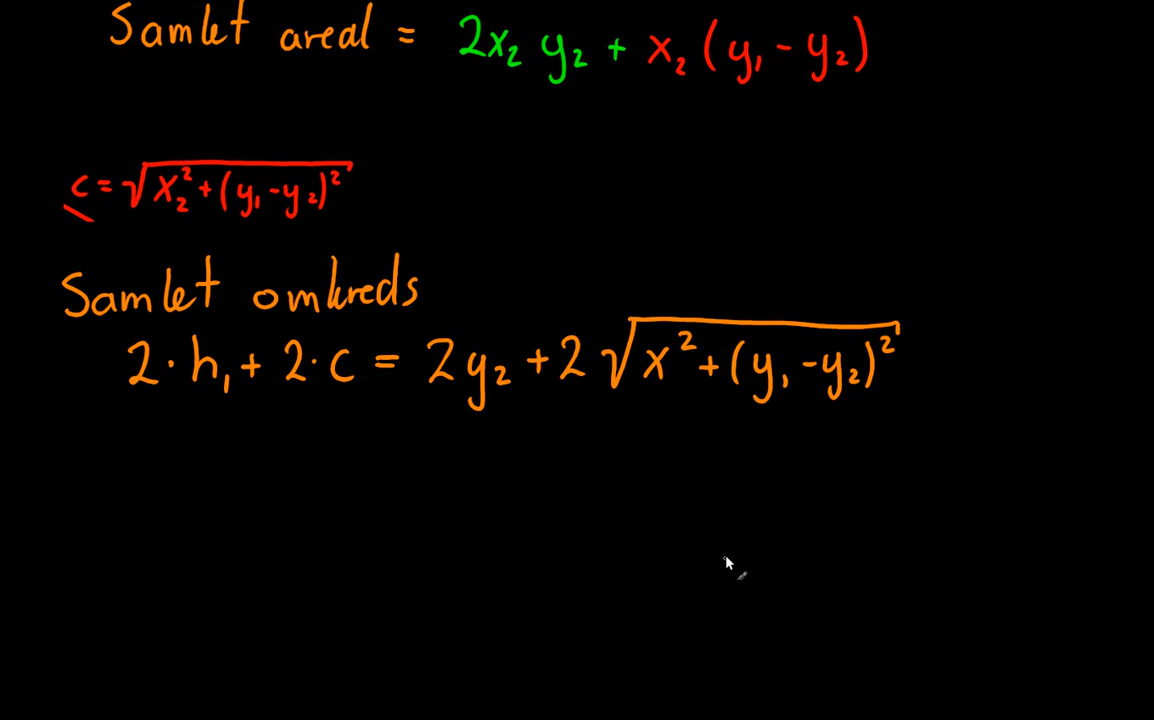 Samlet areal = 2x₂ y₂ + x₂ (y₁ - y₂)
c = √(x₂² + (y₁ - y₂)²)
Samlet omkreds
2 · h₁ + 2 · c = 2y₂ + 2 √(x² + (y₁ - y₂)²)